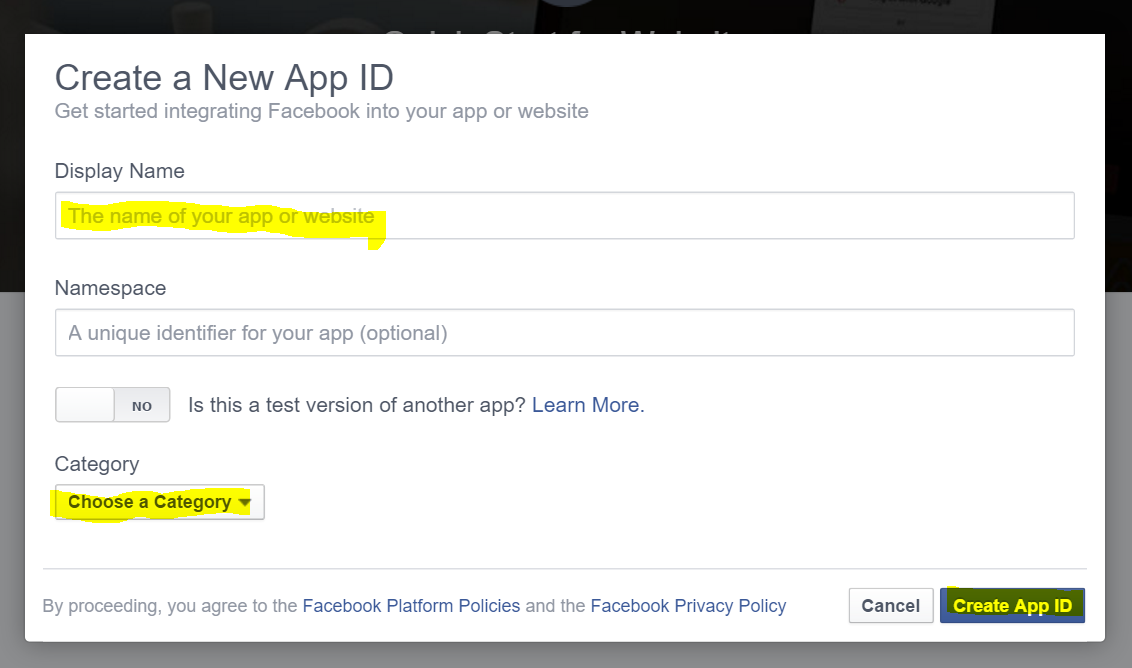 Create a New App ID
Get started integrating Facebook into your app or website
Display Name
The name of your app or website
Namespace
A unique identifier for your app (optional)
NO Is this a test version of another app? Learn More.
Category
Choose a Category
By proceeding, you agree to the Facebook Platform Policies and the Facebook Privacy Policy Cancel Create App ID